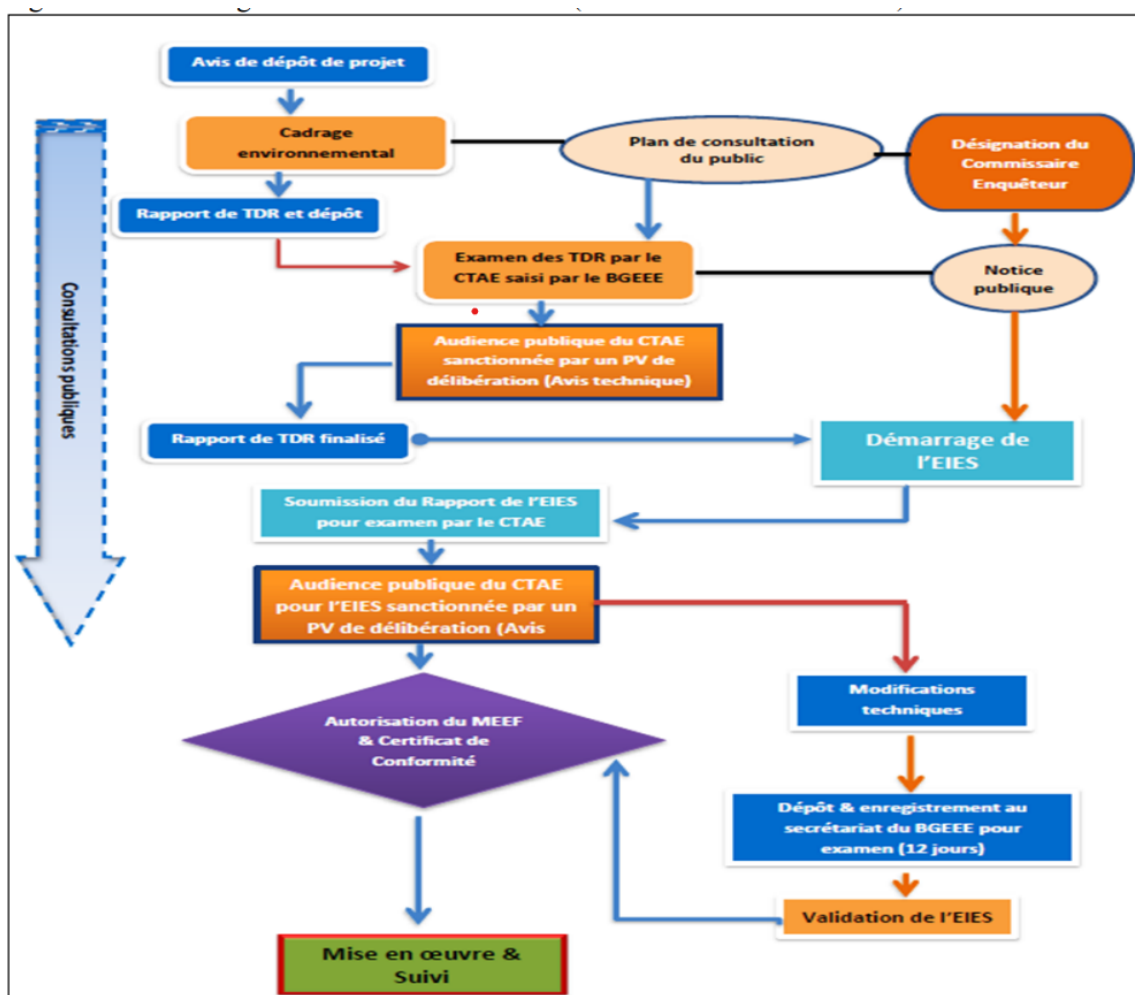 Avis de dépôt de projet
Cadrage
environnemental
Plan de consultation
du public
Désignation du
Commissaire
Enquêteur
Rapport de TDR et dépôt
Examen des TDR par le
CTAE saisi par le BGEEE
Notice
publique
Consultations publiques
Audience publique du CTAE
sanctionnée par un PV de
délibération (Avis technique)
Rapport de TDR finalisé
Démarrage de
l'EIES
Soumission du Rapport de l'EIES
pour examen par le CTAE
Audience publique du CTAE
pour l'EIES sanctionnée par un
PV de délibération (Avis
Modifications
techniques
Autorisation du MEEF
& Certificat de
Conformité
Dépôt & enregistrement au
secrétariat du BGEEE pour
examen (12 jours)
Validation de l'EIES
Mise en œuvre &
Suivi